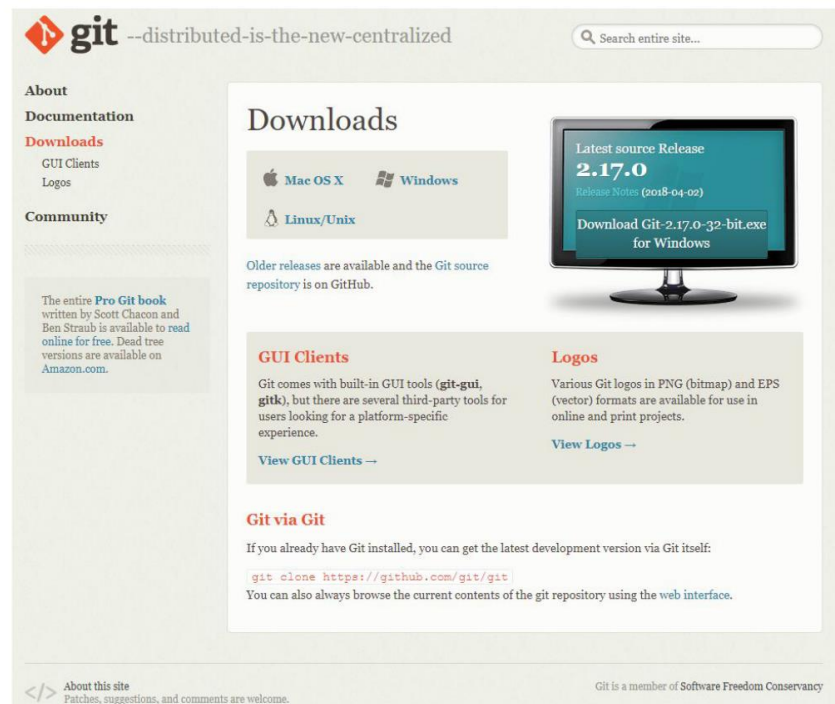 git --distributed-is-the-new-centralized
Search entire site...
About
Documentation
Downloads
GUI Clients
Logos
Community
The entire Pro Git book
written by Scott Chacon and
Ben Straub is available to read
online for free. Dead tree
versions are available on
Amazon.com.
Downloads
Mac OS X
Windows
Linux/Unix
Older releases are available and the Git source
repository is on GitHub.
Latest source Release
2.17.0
Release Notes (2018-04-02)
Download Git-2.17.0-32-bit.exe
for Windows
GUI Clients
Git comes with built-in GUI tools (git-gui,
gitk), but there are several third-party tools for
users looking for a platform-specific
experience.
View GUI Clients →
Logos
Various Git logos in PNG (bitmap) and EPS
(vector) formats are available for use in
online and print projects.
View Logos →
Git via Git
If you already have Git installed, you can get the latest development version via Git itself:
git clone https://github.com/git/git
You can also always browse the current contents of the git repository using the web interface.
</> About this site
Patches, suggestions, and comments are welcome.
Git is a member of Software Freedom Conservancy